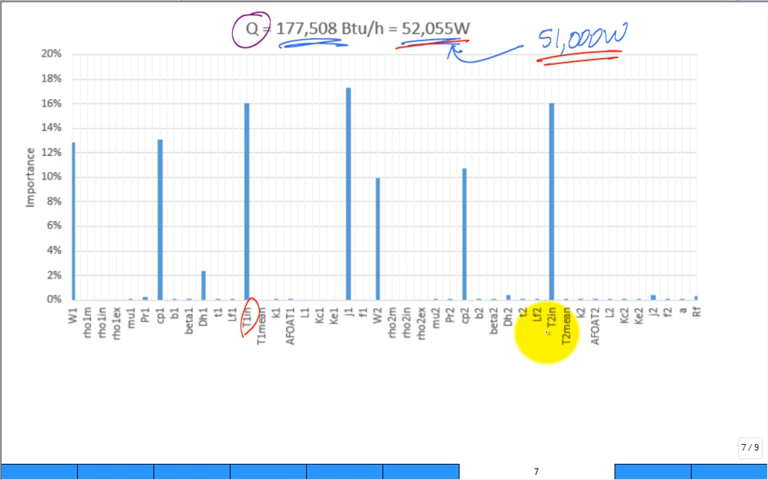 Q = 177,508 Btu/h = 52,055W
51,000W
20%
18%
16%
14%
12%
10%
8%
6%
4%
2%
0%
Importance
W1
rho1m
rho1in
rho1ex
mu1
Pr1
cp1
b1
beta1
Dh1
t1
Lf1
T1in
T1mean
k1
AFOAT1
L1
Kc1
Ke1
j1
f1
W2
rho2m
rho2in
rho2ex
mu2
Pr2
cp2
b2
beta2
Dh2
t2
Lf2
T2in
T2mean
k2
AFOAT2
L2
Kc2
Ke2
j2
f2
a
Rf
7/9
7